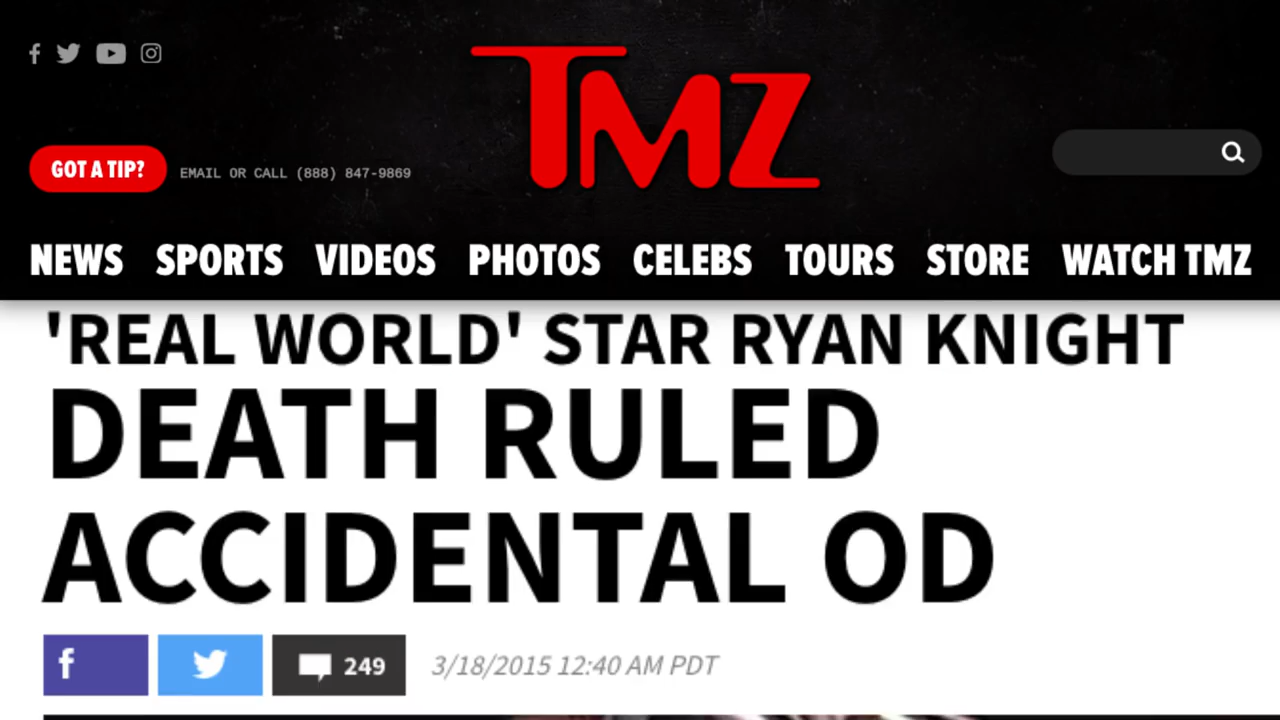 TMZ
GOT A TIP? EMAIL OR CALL (888) 847-9869
NEWS SPORTS VIDEOS PHOTOS CELEBS TOURS STORE WATCH TMZ
'REAL WORLD' STAR RYAN KNIGHT
DEATH RULED
ACCIDENTAL OD
249 3/18/2015 12:40 AM PDT